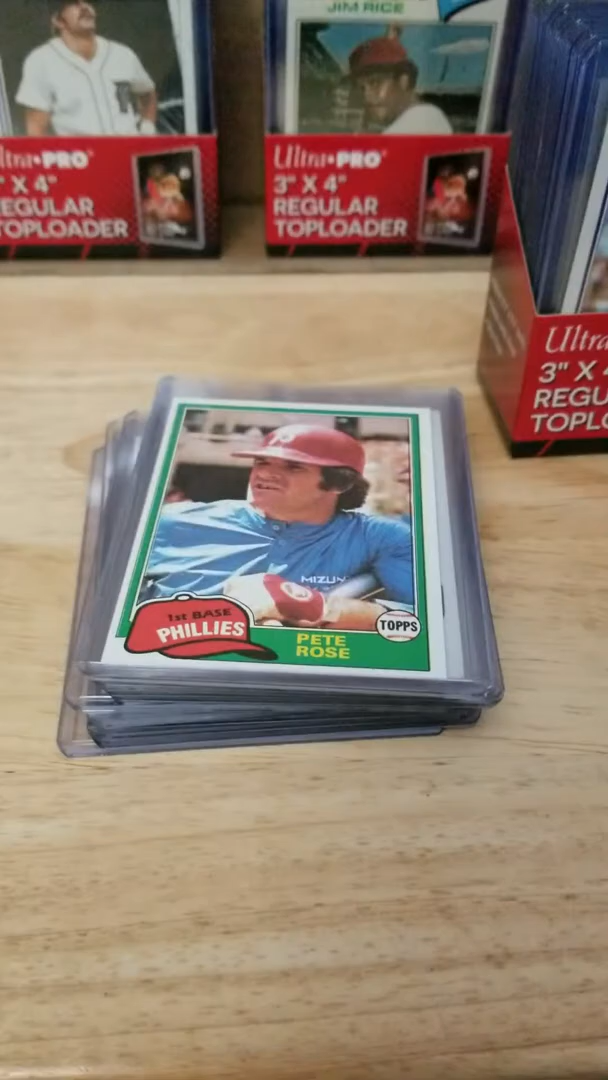 JIM RICE
Ultra•PRO
" X 4"
REGULAR
TOPLOADER
Ultra•PRO
3" X 4"
REGULAR
TOPLOADER
Ultra
3" X 4
REGU
TOPLO
MIZUN
1st BASE
PHILLIES
PETE
ROSE
TOPPS